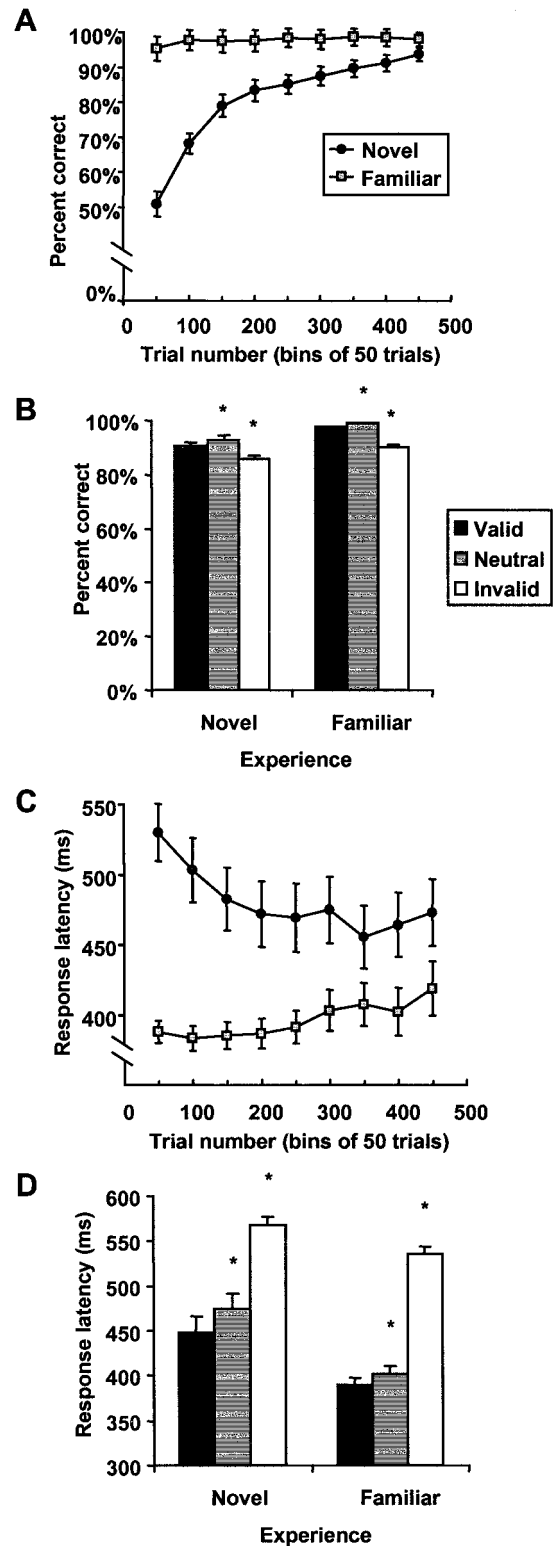 A
100%
90%
80%
70%
60%
50%
0%
Percent correct
Novel
Familiar
0 100 200 300 400 500
Trial number (bins of 50 trials)
B
* * * *
100%
80%
60%
40%
20%
0%
Percent correct
Valid
Neutral
Invalid
Novel Familiar
Experience
C
550
500
450
400
Response latency (ms)
0 100 200 300 400 500
Trial number (bins of 50 trials)
D
* * * *
600
550
500
450
400
350
300
Response latency (ms)
Novel Familiar
Experience